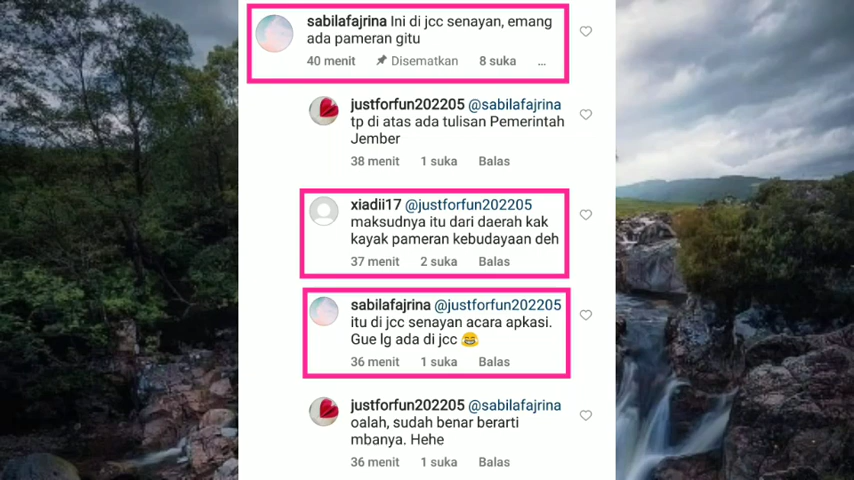 sabilafajrina Ini di jcc senayan, emang
ada pameran gitu
40 menit Disematkan 8 suka ...
justforfun202205 @sabilafajrina
tp di atas ada tulisan Pemerintah
Jember
38 menit 1 suka Balas
xiadii17 @justforfun202205
maksudnya itu dari daerah kak
kayak pameran kebudayaan deh
37 menit 2 suka Balas
sabilafajrina @justforfun202205
itu di jcc senayan acara apkasi.
Gue lg ada di jcc 😂
36 menit 1 suka Balas
justforfun202205 @sabilafajrina
oalah, sudah benar berarti
mbanya. Hehe
36 menit 1 suka Balas